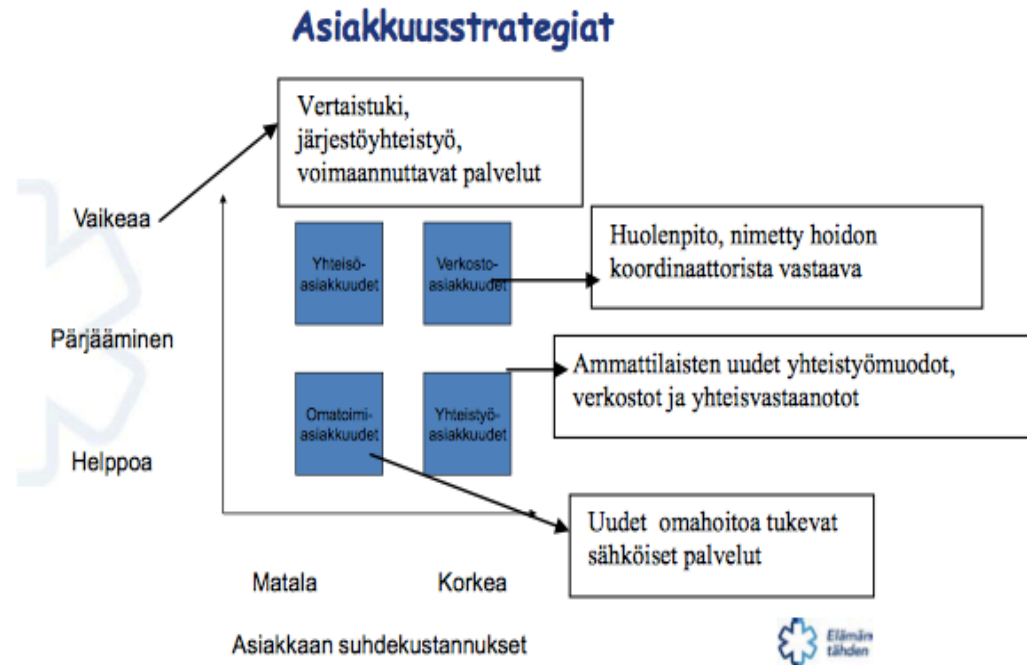 Asiakkuusstrategiat
Vertaistuki,
järjestöyhteistyö,
voimaannuttavat palvelut
Vaikeaa
Yhteisö-
asiakkuudet
Verkosto-
asiakkuudet
Huolenpito, nimetty hoidon
koordinaattorista vastaava
Pärjääminen
Ammattilaisten uudet yhteistyömuodot,
verkostot ja yhteisvastaanotot
Omatoimi-
asiakkuudet
Yhteistyö-
asiakkuudet
Helppoa
Uudet omahoitoa tukevat
sähköiset palvelut
Matala
Korkea
Asiakkaan suhdekustannukset
Elämän
tähden